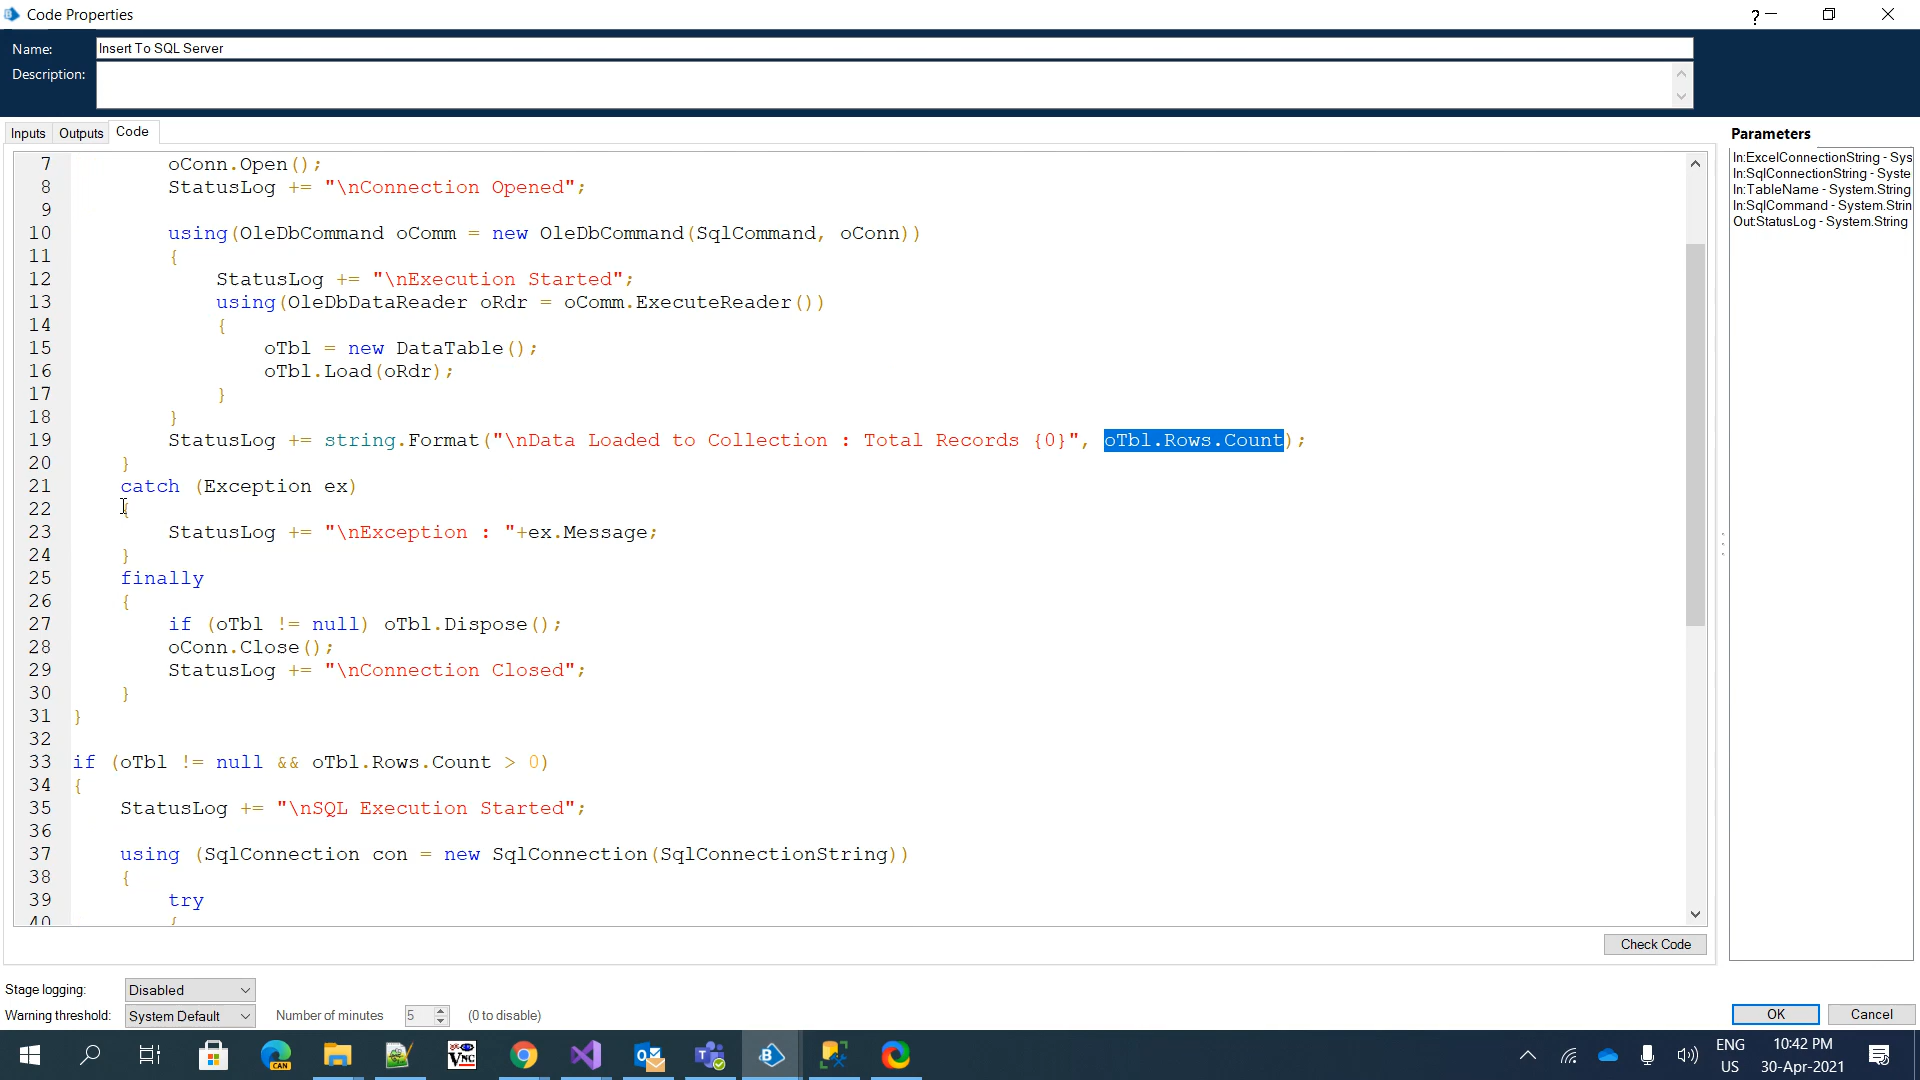 Code Properties
?
Name: Insert To SQL Server
Description:
Inputs Outputs Code
7 oConn.Open();
8 StatusLog += "\nConnection Opened";
9
10 using(OleDbCommand oComm = new OleDbCommand(SqlCommand, oConn))
11 {
12 StatusLog += "\nExecution Started";
13 using(OleDbDataReader oRdr = oComm.ExecuteReader())
14 {
15 oTbl = new DataTable();
16 oTbl.Load(oRdr);
17 }
18 }
19 StatusLog += string.Format("\nData Loaded to Collection : Total Records {0}", oTbl.Rows.Count);
20 }
21 catch (Exception ex)
22 {
23 StatusLog += "\nException : "+ex.Message;
24 }
25 finally
26 {
27 if (oTbl != null) oTbl.Dispose();
28 oConn.Close();
29 StatusLog += "\nConnection Closed";
30 }
31 }
32
33 if (oTbl != null && oTbl.Rows.Count > 0)
34 {
35 StatusLog += "\nSQL Execution Started";
36
37 using (SqlConnection con = new SqlConnection(SqlConnectionString))
38 {
39 try
40 {
Check Code
Parameters
In:ExcelConnectionString - Sys
In:SqlConnectionString - Syste
In:TableName - System.String
In:SqlCommand - System.Strin
Out:StatusLog - System.String
Stage logging: Disabled
Warning threshold: System Default Number of minutes 5 (0 to disable)
OK Cancel
CAN
VNC
B
ENG
US
10:42 PM
30-Apr-2021